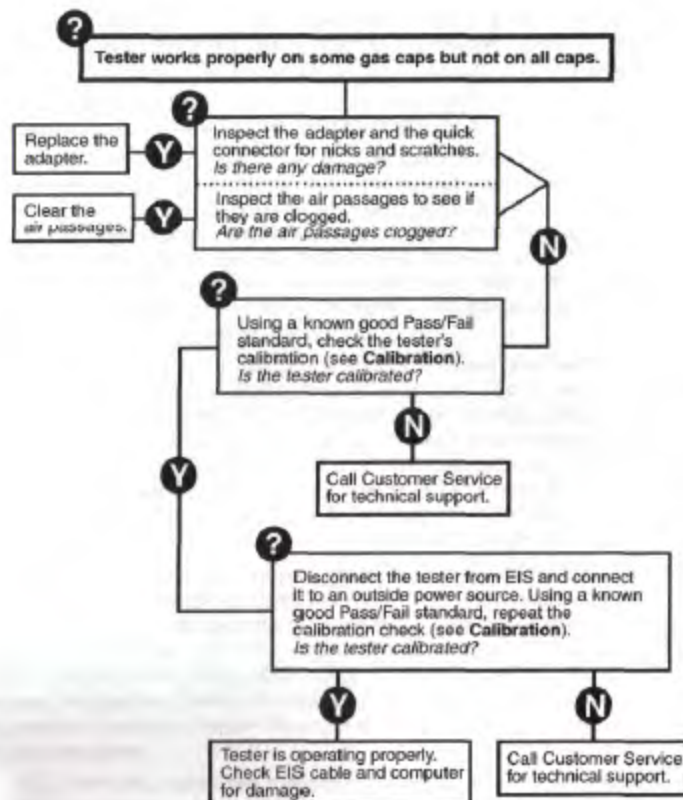 ?
Tester works properly on some gas caps but not on all caps.
?
Replace the
adapter.
Y
Inspect the adapter and the quick
connector for nicks and scratches.
Is there any damage?
Clear the
air passages.
Y
Inspect the air passages to see if
they are clogged.
Are the air passages clogged?
N
?
Using a known good Pass/Fail
standard, check the tester's
calibration (see Calibration).
Is the tester calibrated?
N
Y
Call Customer Service
for technical support.
?
Disconnect the tester from EIS and connect
it to an outside power source. Using a known
good Pass/Fail standard, repeat the
calibration check (see Calibration).
Is the tester calibrated?
Y
N
Tester is operating properly.
Check EIS cable and computer
for damage.
Call Customer Service
for technical support.